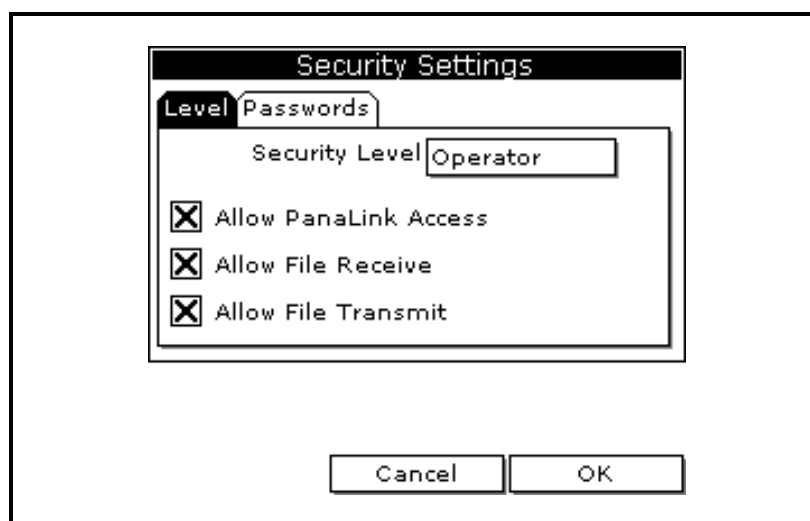 Security Settings
Level Passwords
Security Level Operator
Allow PanaLink Access
Allow File Receive
Allow File Transmit
Cancel OK